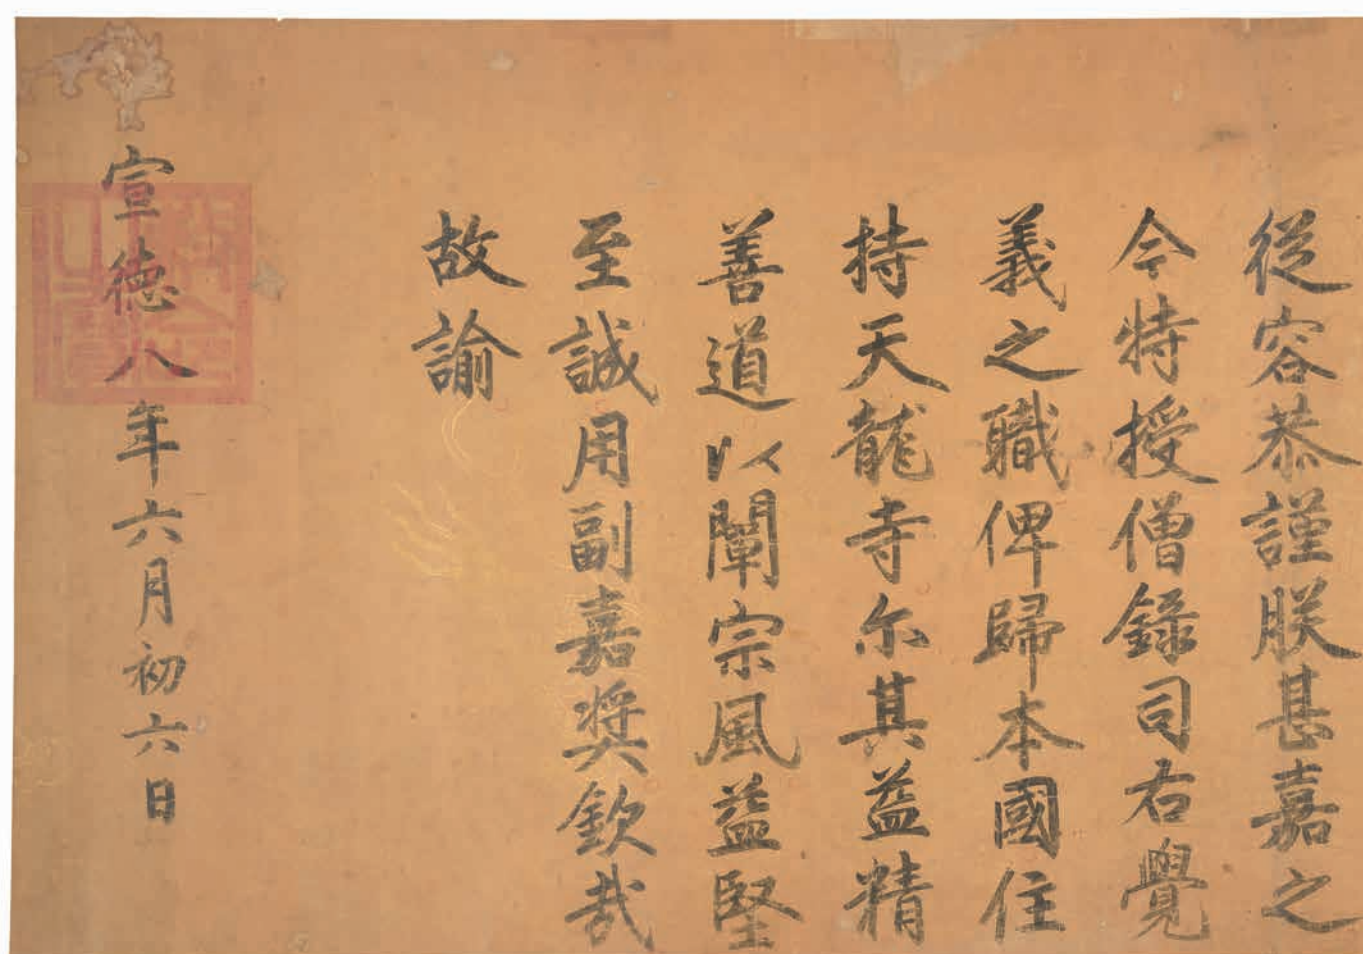 從容恭謹朕甚嘉之
今特授僧錄司右覺
義之職俾歸本國住
持天龍寺尒其益精
善道以闡宗風益堅
至誠用副嘉奬欽哉
故諭
宣德八年六月初六日